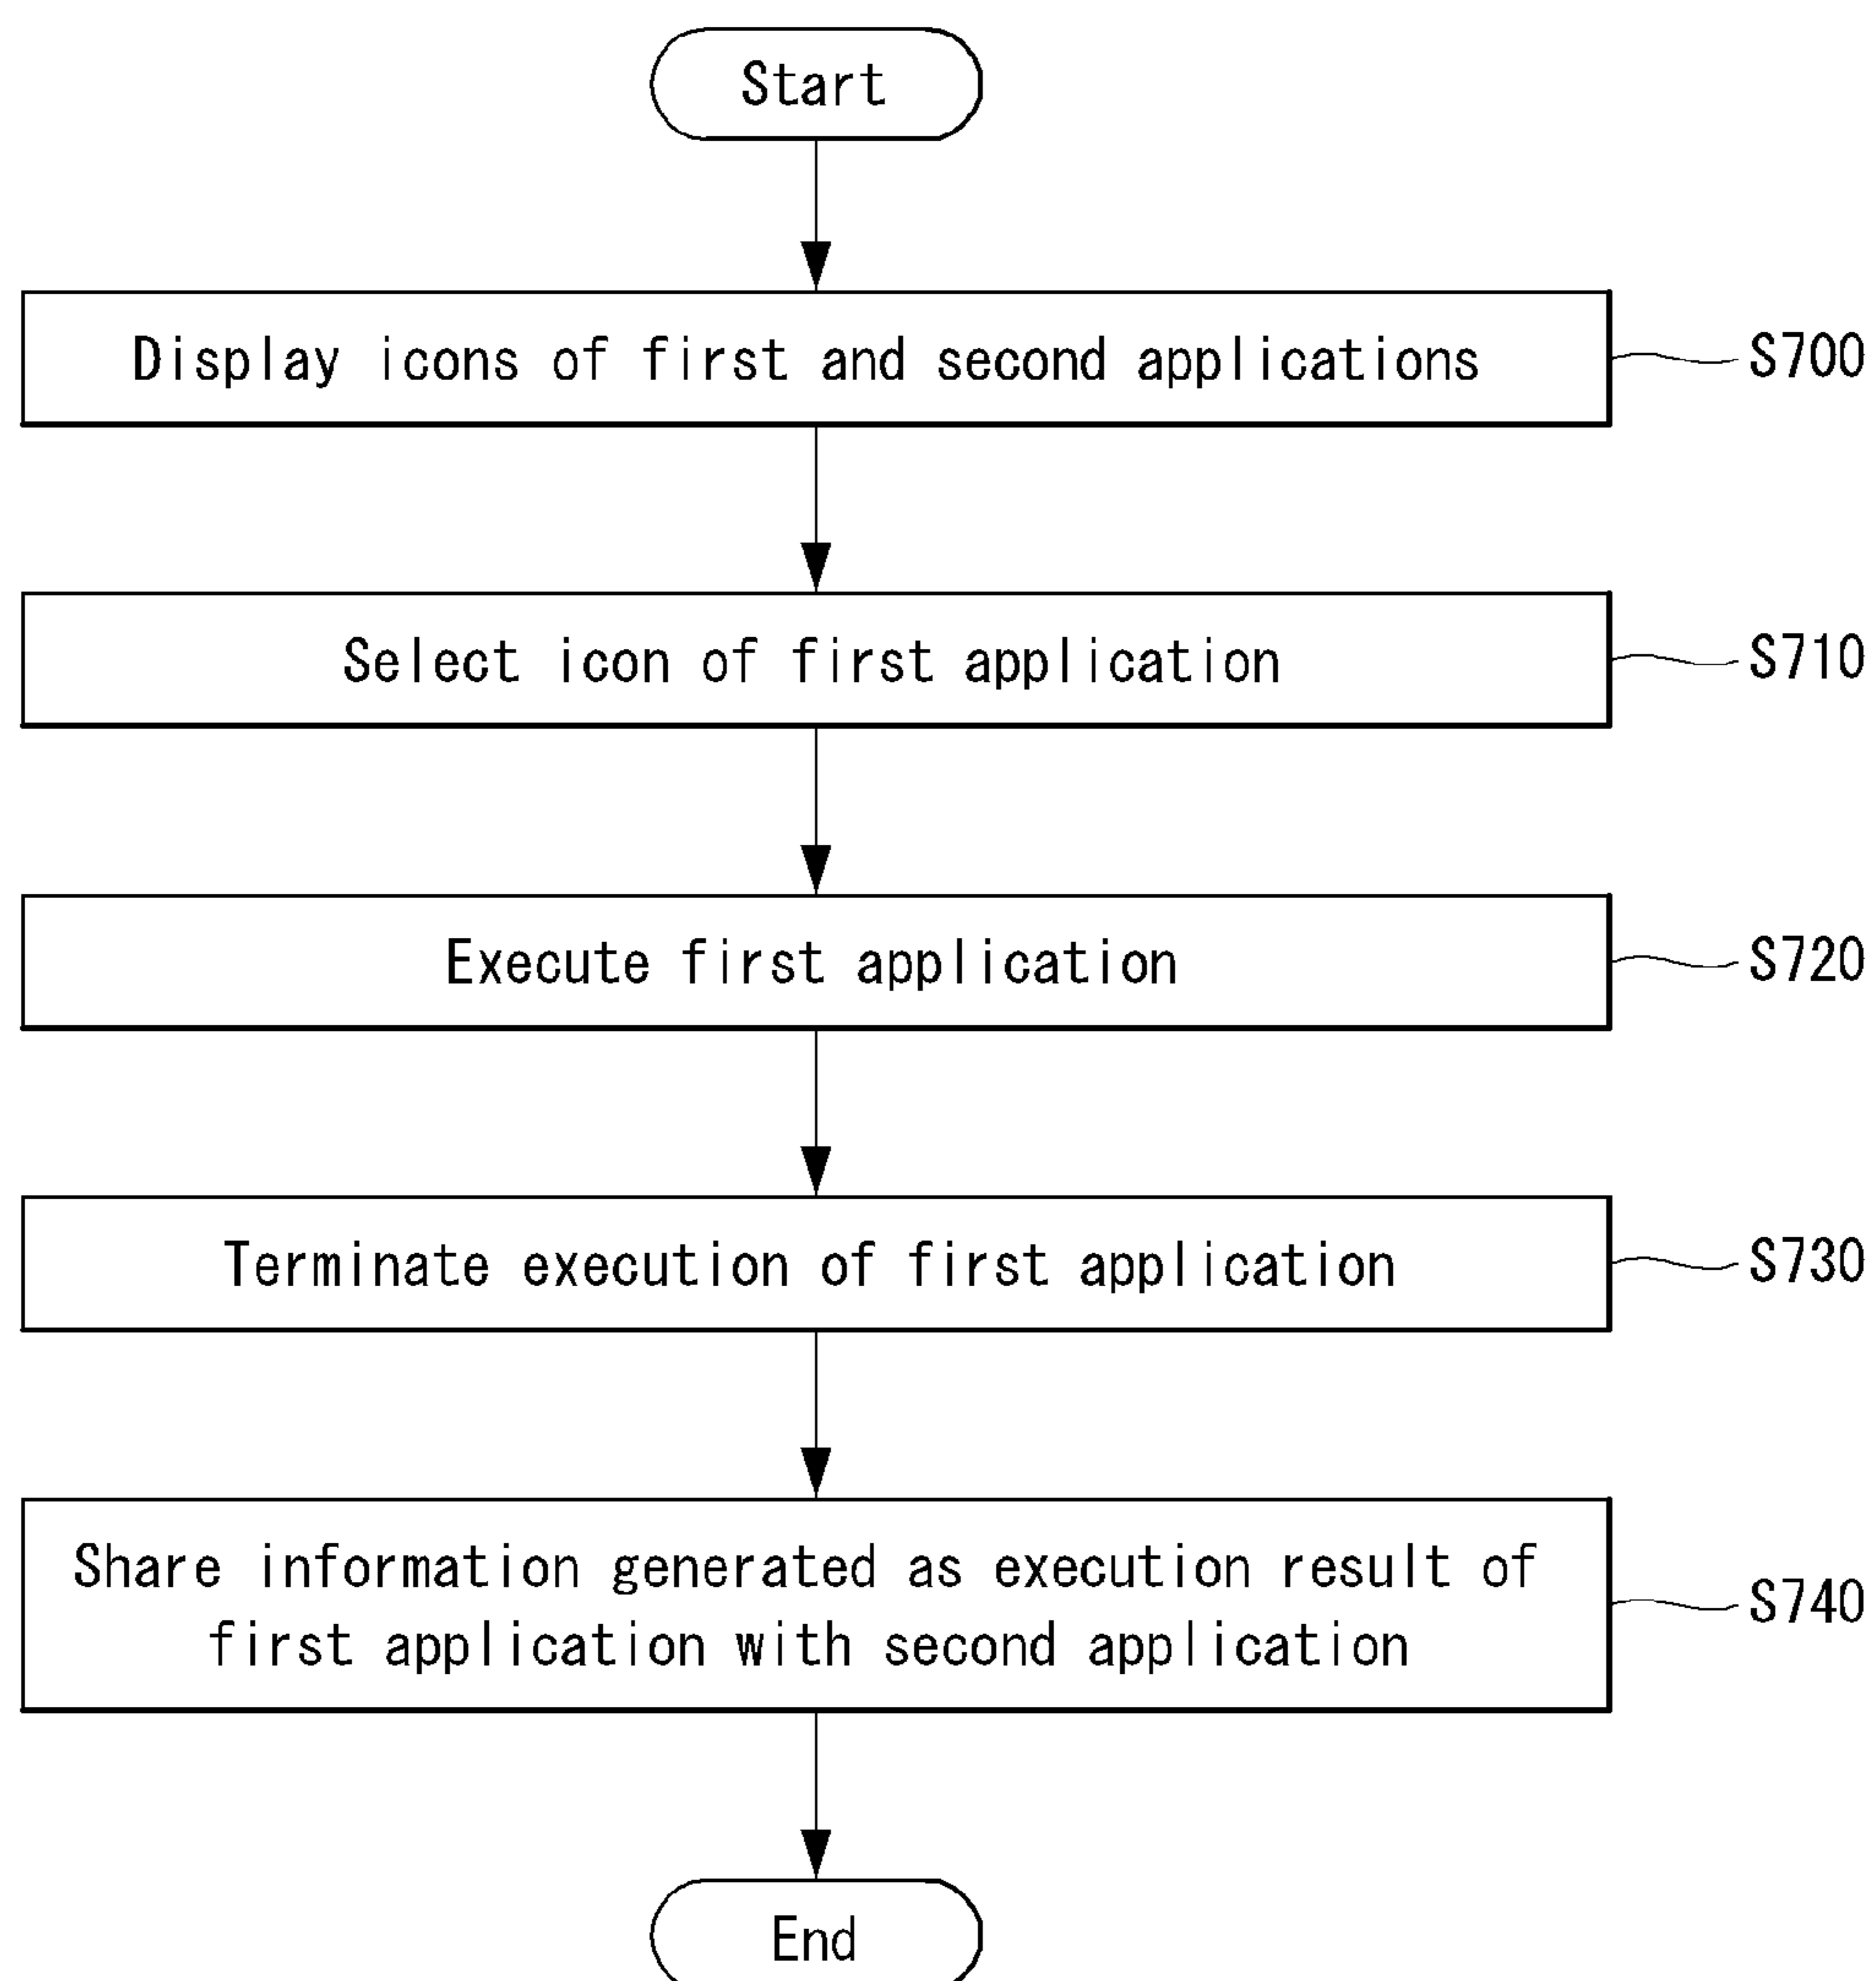 Start
Display icons of first and second applications
S700
Select icon of first application
S710
Execute first application
S720
Terminate execution of first application
S730
Share information generated as execution result of
first application with second application
S740
End